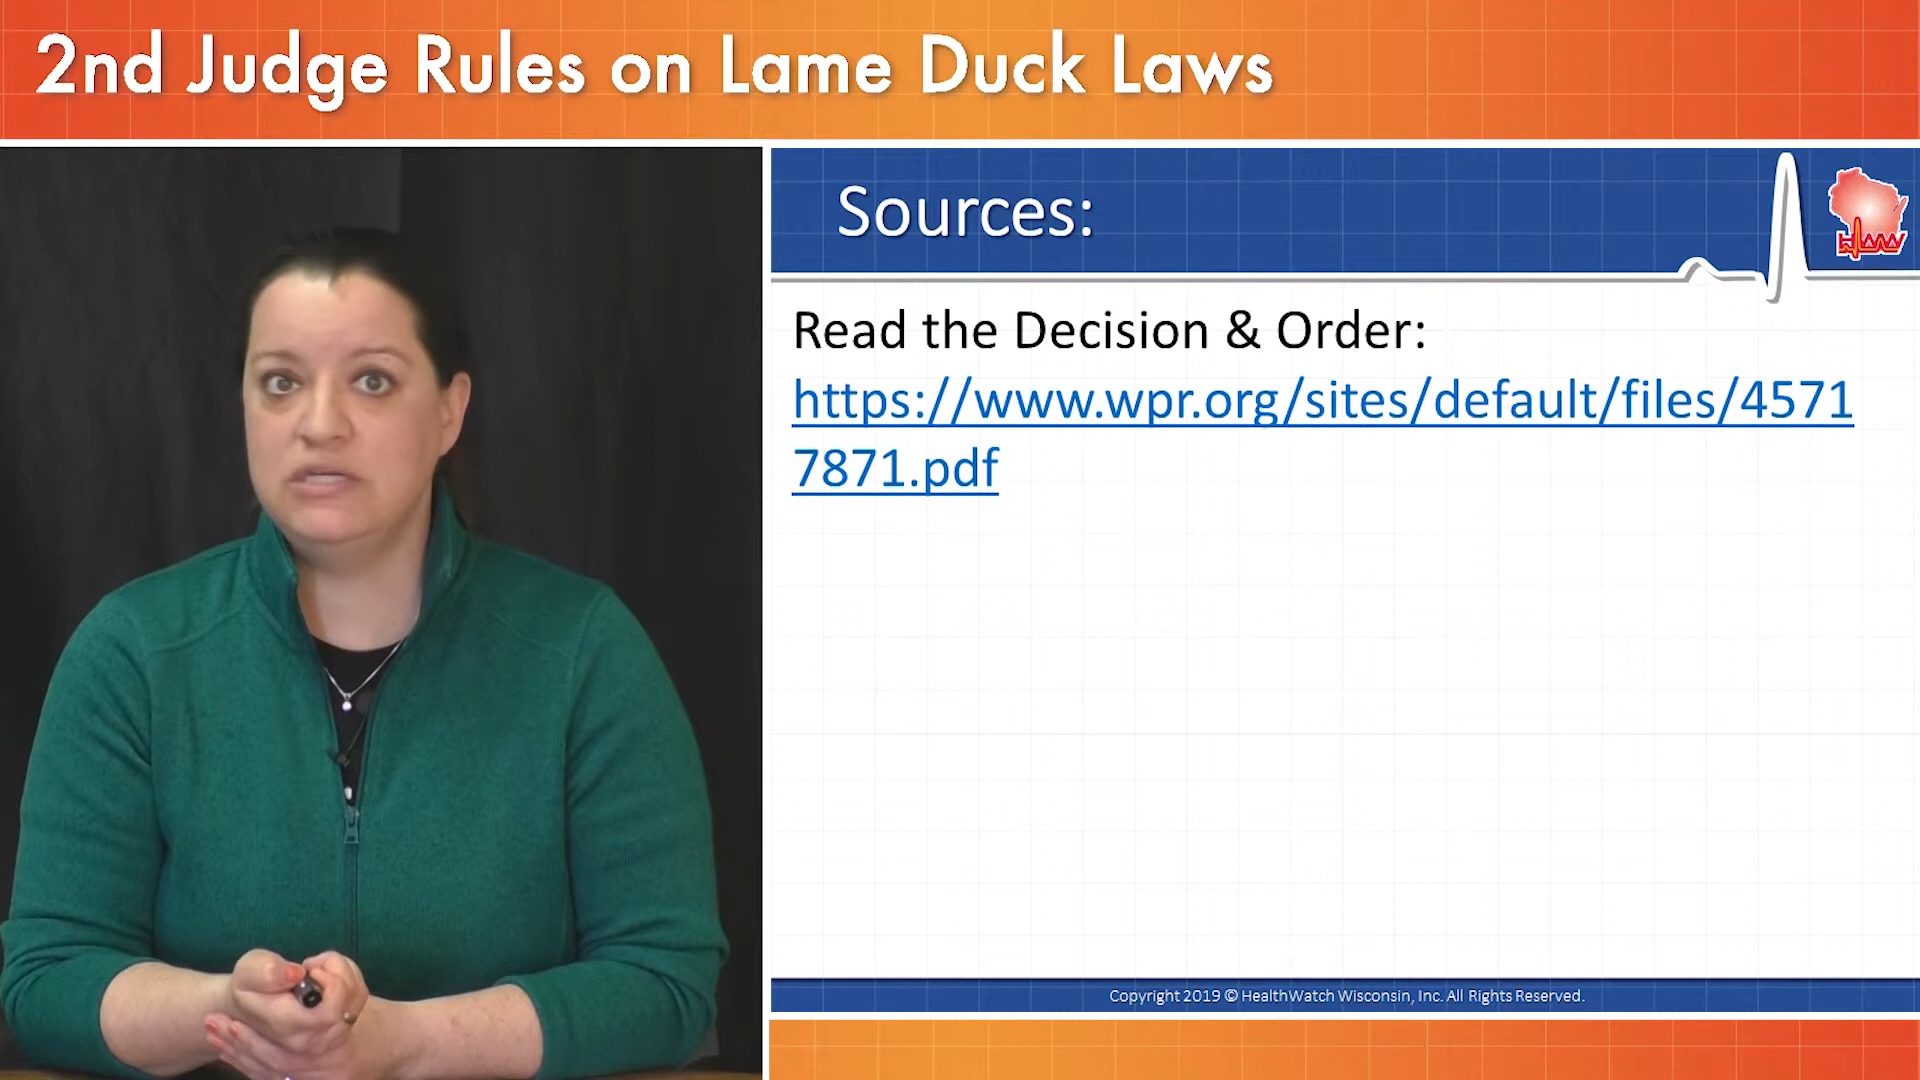 2nd Judge Rules on Lame Duck Laws
Sources:
Read the Decision & Order:
https://www.wpr.org/sites/default/files/4571
7871.pdf
Copyright 2019 © HealthWatch Wisconsin, Inc. All Rights Reserved.